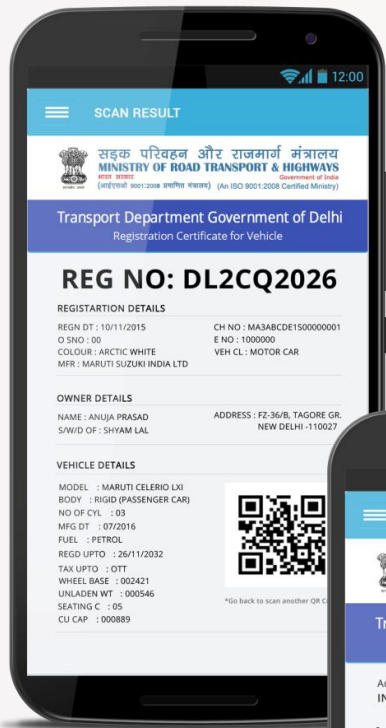 12:00
SCAN RESULT
सड़क परिवहन और राजमार्ग मंत्रालय
MINISTRY OF ROAD TRANSPORT & HIGHWAYS
भारत सरकार Government of India
(आईएसओ 9001:2008 प्रमाणित मंत्रालय) (An ISO 9001:2008 Certified Ministry)
Transport Department Government of Delhi
Registration Certificate for Vehicle
REG NO: DL2CQ2026
REGISTARTION DETAILS
REGN DT : 10/11/2015 CH NO : MA3ABCDE1S00000001
O SNO : 00 E NO : 1000000
COLOUR : ARCTIC WHITE VEH CL : MOTOR CAR
MFR : MARUTI SUZUKI INDIA LTD
OWNER DETAILS
NAME : ANUJA PRASAD ADDRESS : FZ-36/B, TAGORE GR.
S/W/D OF : SHYAM LAL NEW DELHI -110027
VEHICLE DETAILS
MODEL : MARUTI CELERIO LXI
BODY : RIGID (PASSENGER CAR)
NO OF CYL : 03
MFG DT : 07/2016
FUEL : PETROL
REGD UPTO : 26/11/2032
TAX UPTO : OTT
WHEEL BASE : 002421
UNLADEN WT : 000546
SEATING C : 05
CU CAP : 000889
*Go back to scan another QR